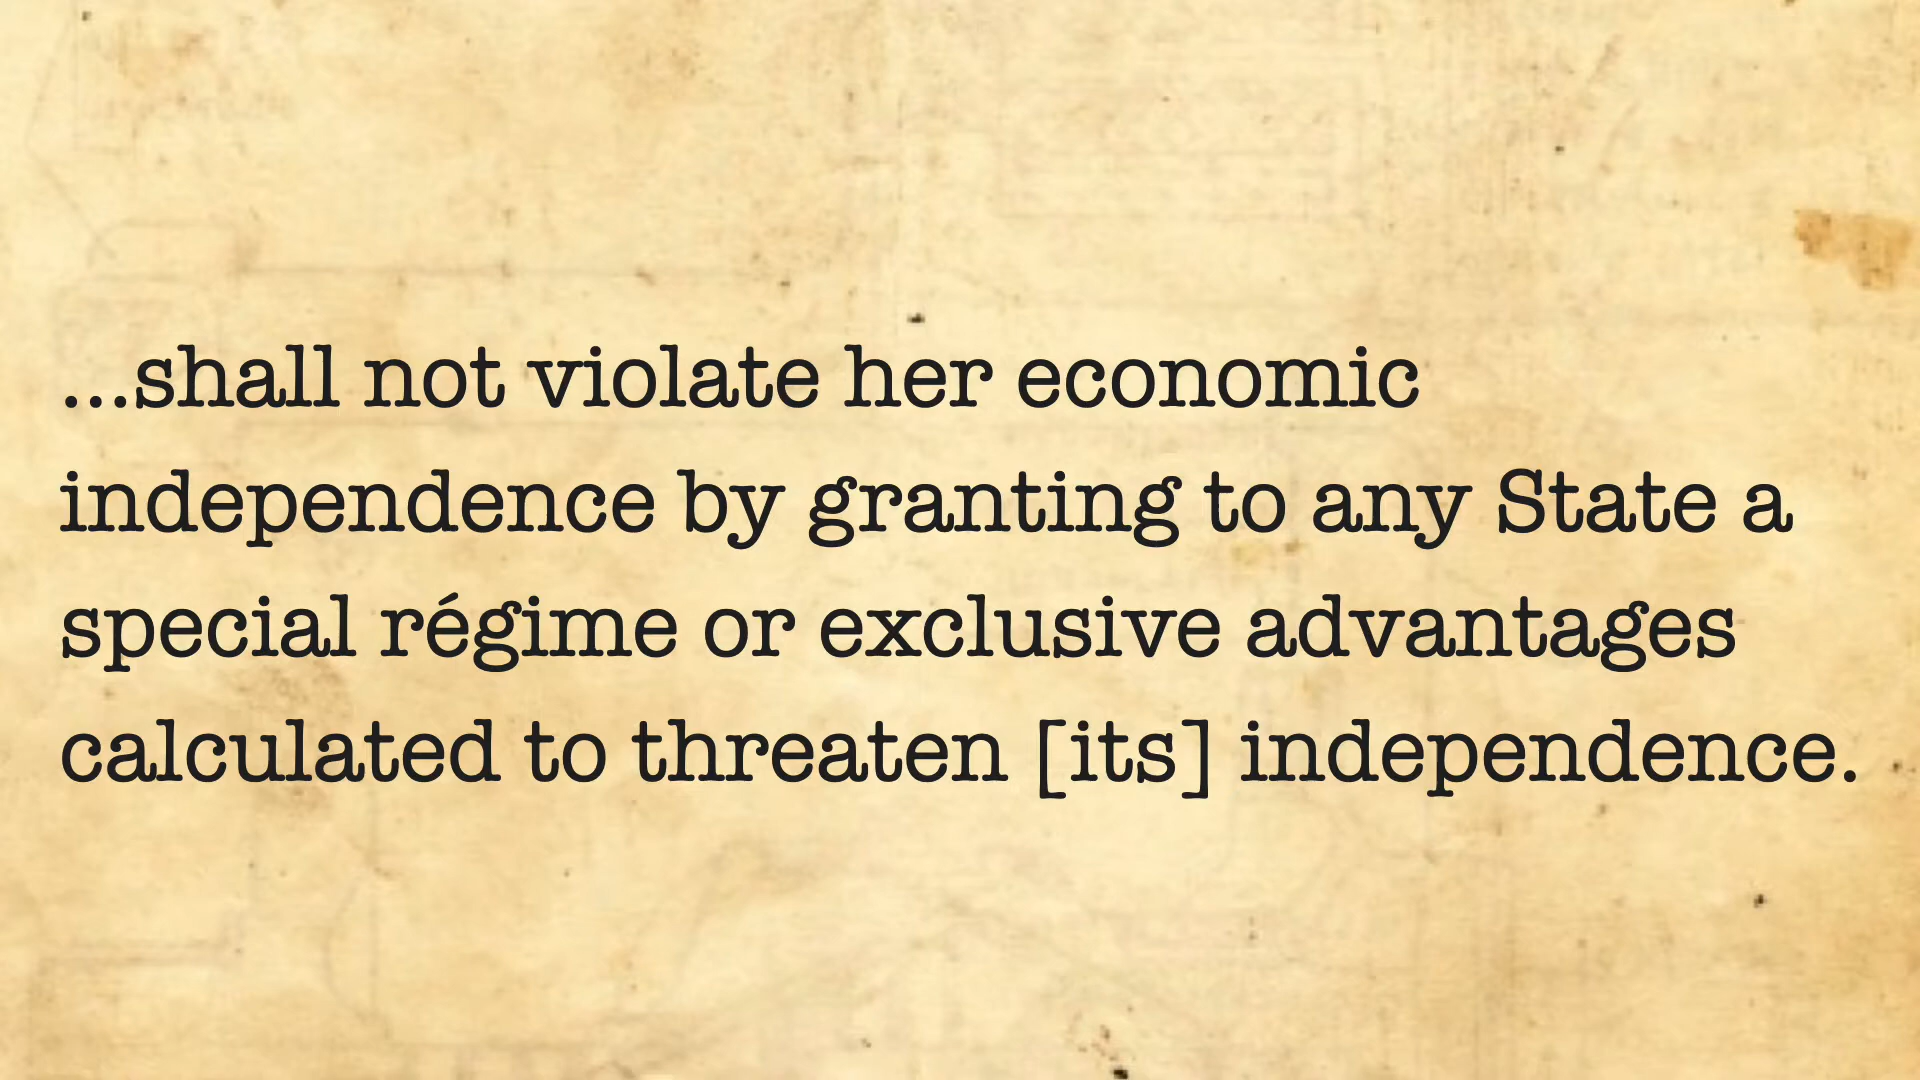 ...shall not violate her economic
independence by granting to any State a
special régime or exclusive advantages
calculated to threaten [its] independence.